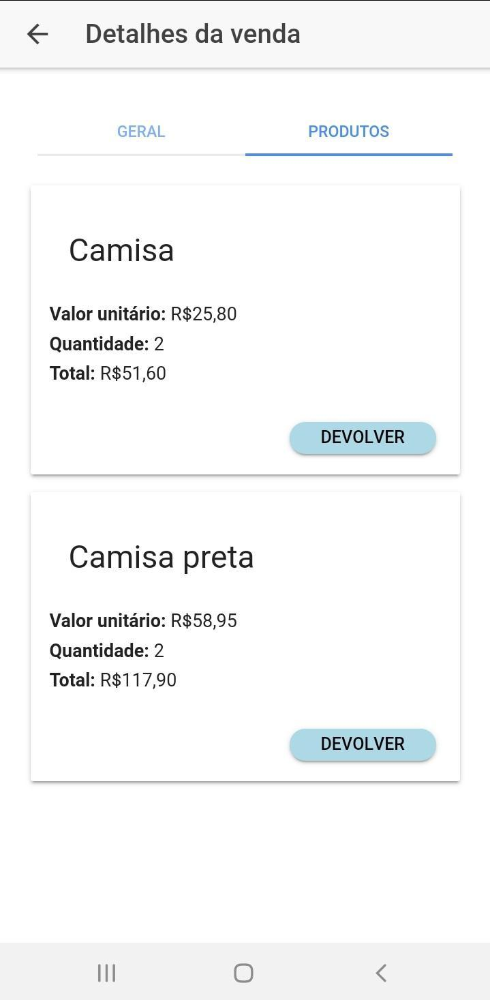 Detalhes da venda
GERAL
PRODUTOS
Camisa
Valor unitário: R$25,80
Quantidade: 2
Total: R$51,60
DEVOLVER
Camisa preta
Valor unitário: R$58,95
Quantidade: 2
Total: R$117,90
DEVOLVER